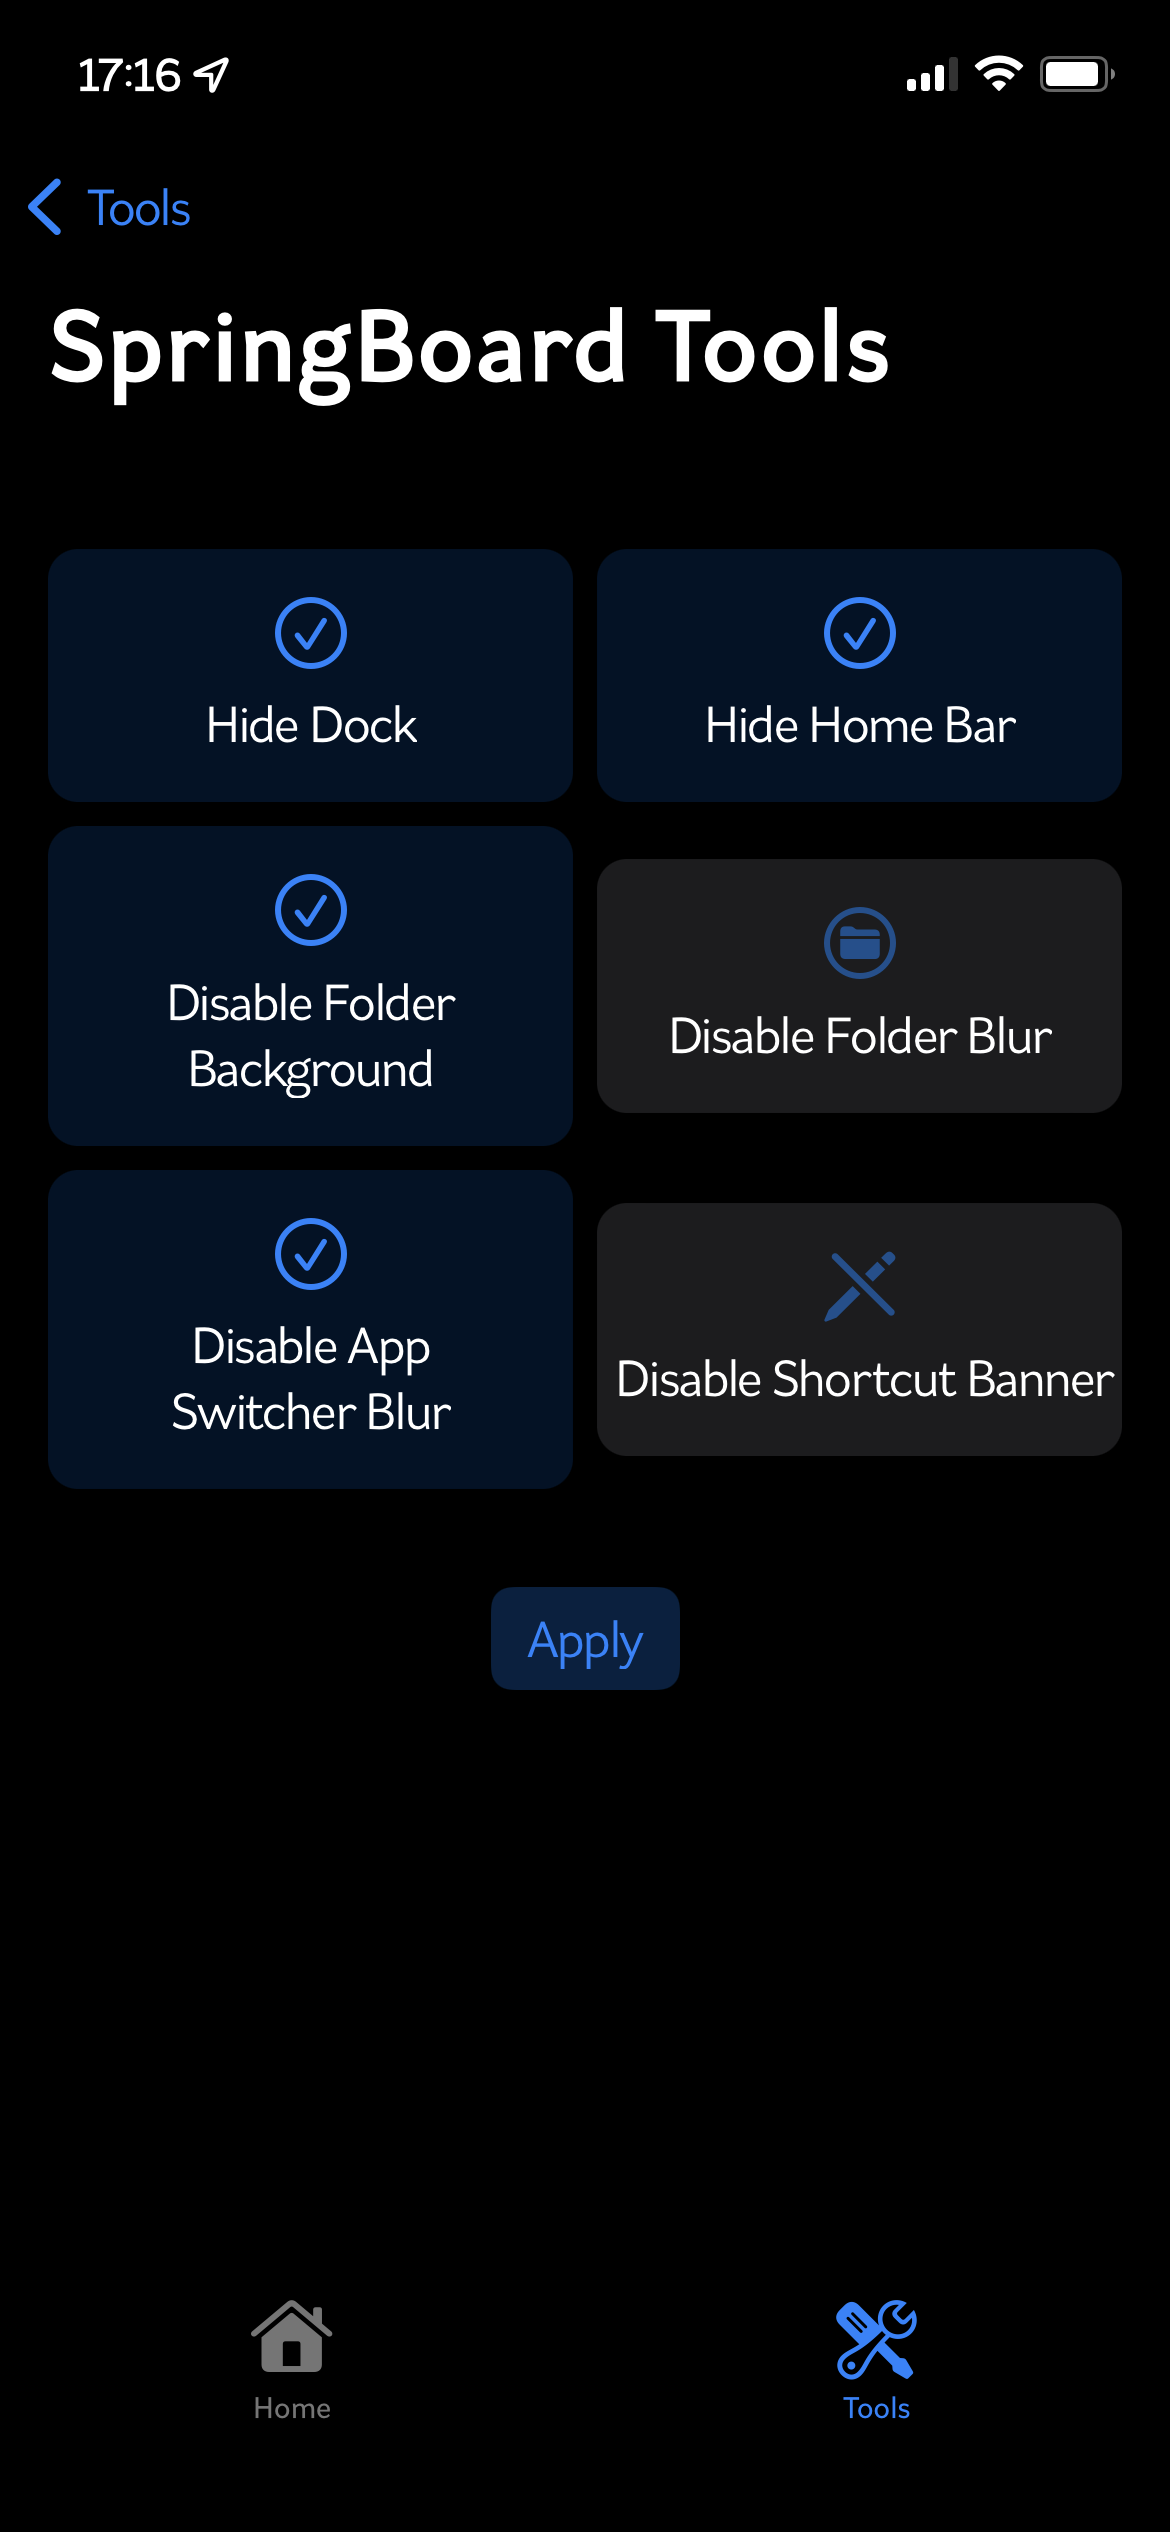 17:16
Tools
SpringBoard Tools
Hide Dock
Hide Home Bar
Disable Folder
Background
Disable Folder Blur
Disable App
Switcher Blur
Disable Shortcut Banner
Apply
Home
Tools